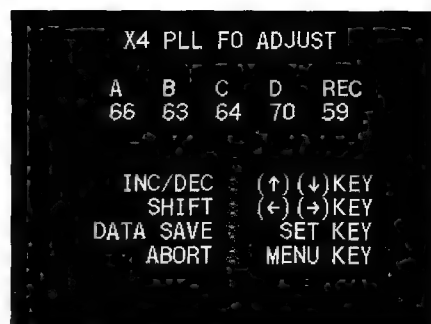 X4 PLL FO ADJUST
A B C D REC
66 63 64 70 59
INC/DEC (↑)(↓)KEY
SHIFT (←)(→)KEY
DATA SAVE SET KEY
ABORT MENU KEY